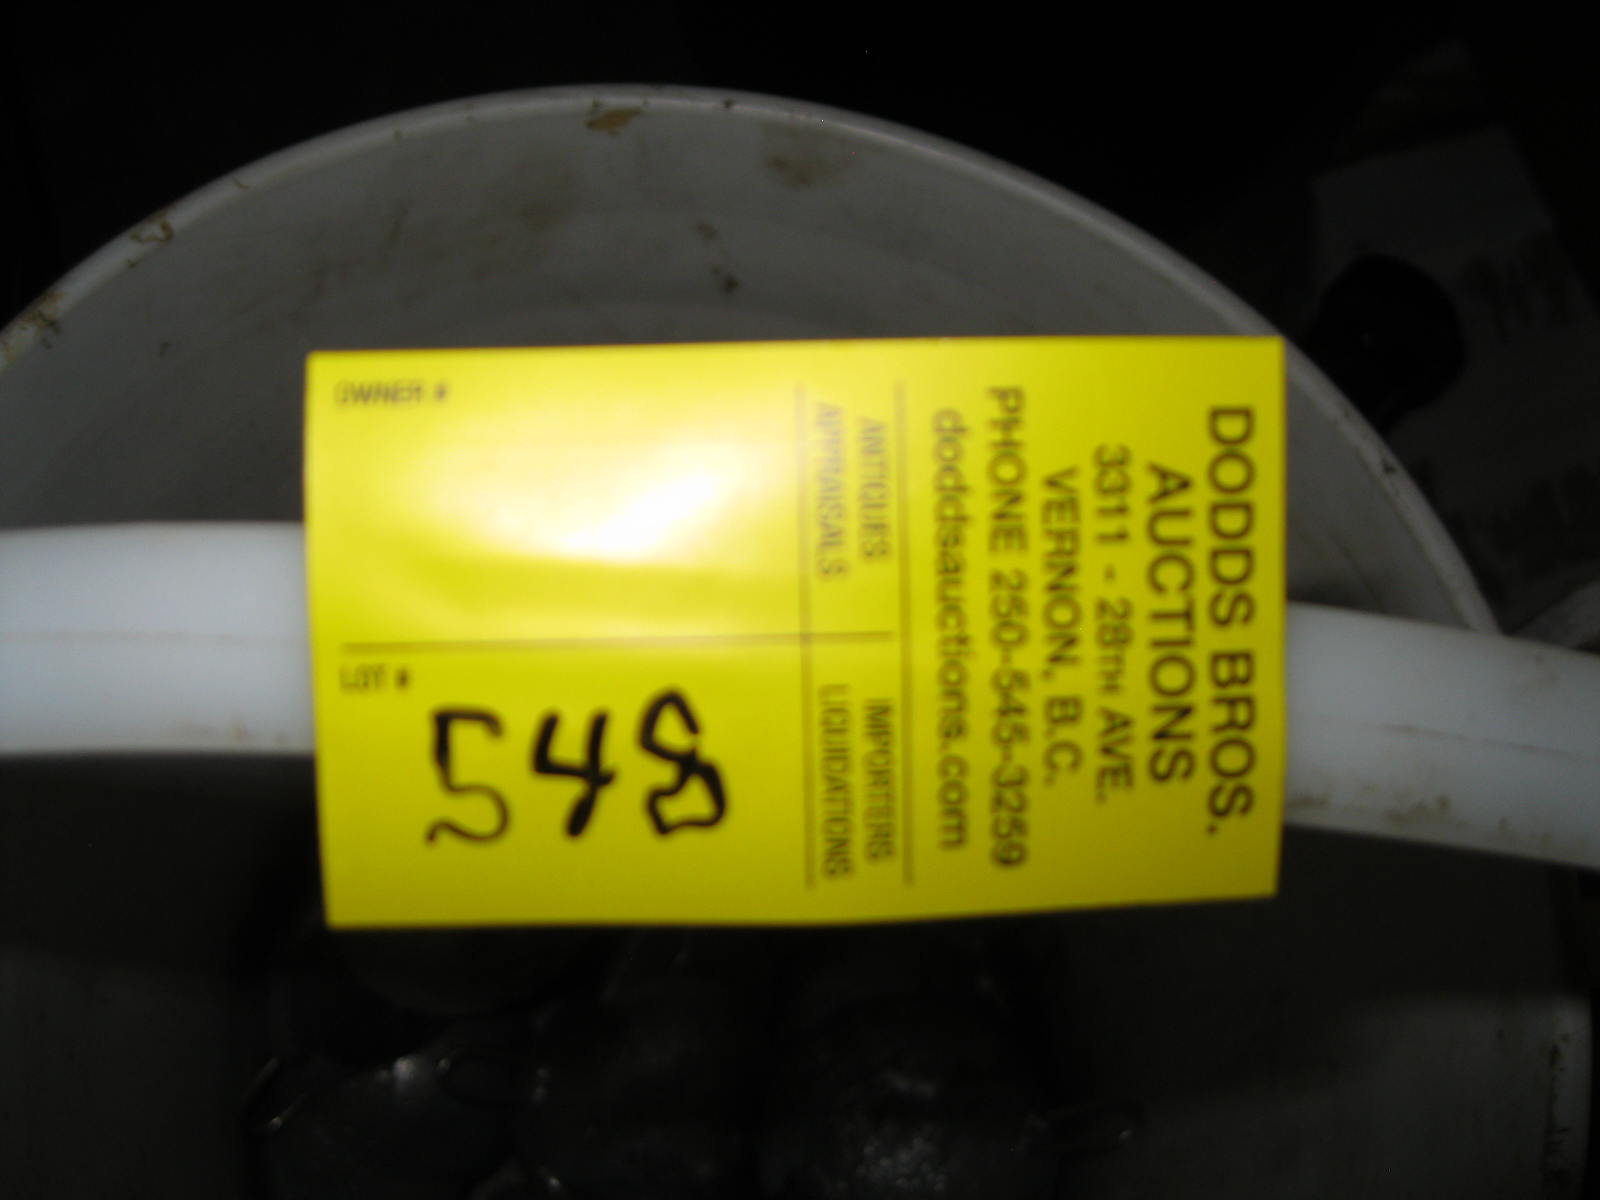 DODDS BROS.
AUCTIONS
3311 - 28TH AVE.
VERNON, B.C.
PHONE 250-545-3259
doddsauctions.com
ANTIQUES IMPORTERS
APPRAISALS LIQUIDATIONS
OWNER #
LOT #
548